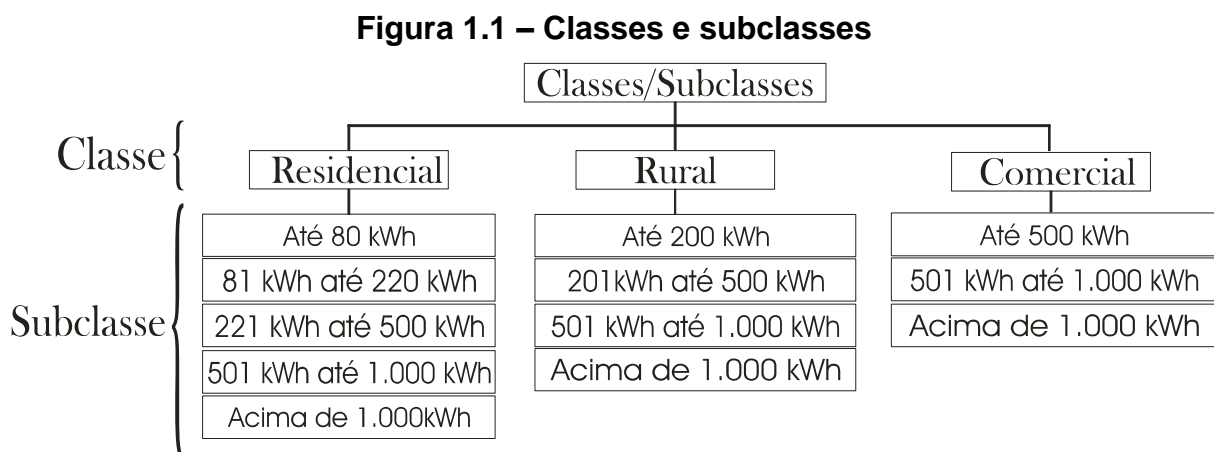 Figura 1.1 – Classes e subclasses
Classes/Subclasses
Classe
Residencial
Rural
Comercial
Subclasse
Até 80 kWh
81 kWh até 220 kWh
221 kWh até 500 kWh
501 kWh até 1.000 kWh
Acima de 1.000kWh
Até 200 kWh
201kWh até 500 kWh
501 kWh até 1.000 kWh
Acima de 1.000 kWh
Até 500 kWh
501 kWh até 1.000 kWh
Acima de 1.000 kWh